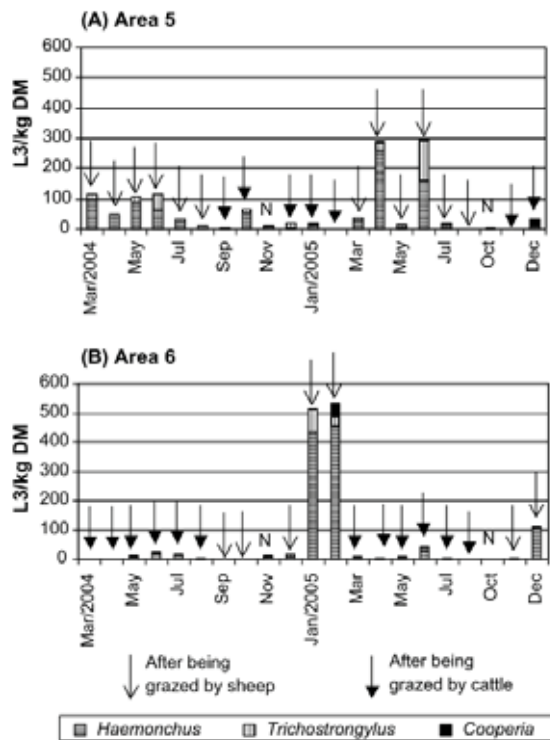 (A) Area 5
L3/kg DM
600
500
400
300
200
100
0
N
N
Mar/2004
May
Jul
Sep
Nov
Jan/2005
Mar
May
Jul
Oct
Dec
(B) Area 6
L3/kg DM
600
500
400
300
200
100
0
N
N
Mar/2004
May
Jul
Sep
Nov
Jan/2005
Mar
May
Jul
Oct
Dec
After being
grazed by sheep
After being
grazed by cattle
Haemonchus Trichostrongylus Cooperia